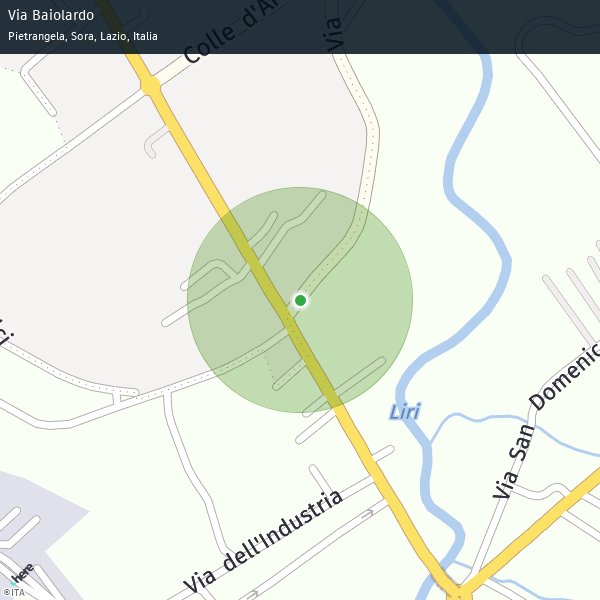 Via Baiolardo
Pietrangela, Sora, Lazio, Italia
Colle d'Ar
Via
Liri
Via San Domenic
Via dell'Industria
here
©ITA